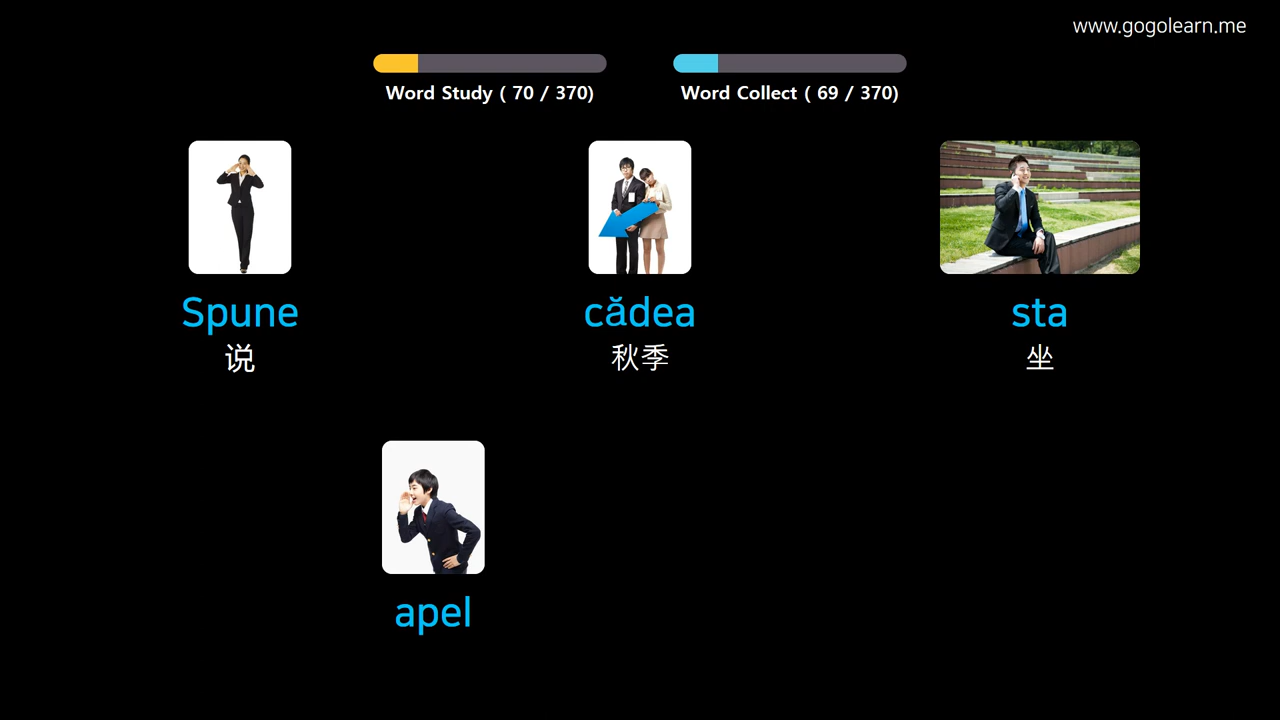 www.gogolearn.me
Word Study ( 70 / 370)
Word Collect ( 69 / 370)
Spune
说
cădea
秋季
sta
坐
apel